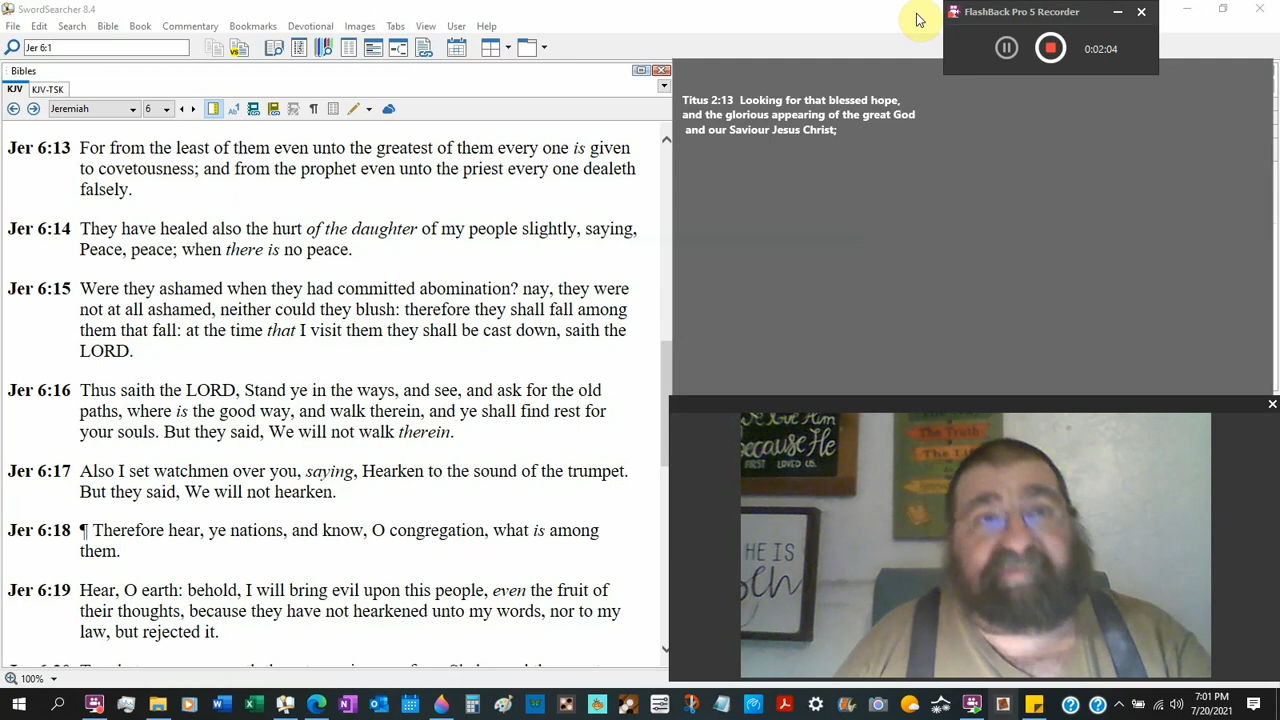 SwordSearcher 8.4
File Edit Search Bible Book Commentary Bookmarks Devotional Images Tabs View User Help
Jer 6:1
Bibles
KJV KJV-TSK
Jeremiah 6
Jer 6:13 For from the least of them even unto the greatest of them every one is given
to covetousness; and from the prophet even unto the priest every one dealeth
falsely.
Jer 6:14 They have healed also the hurt of the daughter of my people slightly, saying,
Peace, peace; when there is no peace.
Jer 6:15 Were they ashamed when they had committed abomination? nay, they were
not at all ashamed, neither could they blush: therefore they shall fall among
them that fall: at the time that I visit them they shall be cast down, saith the
LORD.
Jer 6:16 Thus saith the LORD, Stand ye in the ways, and see, and ask for the old
paths, where is the good way, and walk therein, and ye shall find rest for
your souls. But they said, We will not walk therein.
Jer 6:17 Also I set watchmen over you, saying, Hearken to the sound of the trumpet.
But they said, We will not hearken.
Jer 6:18 ¶ Therefore hear, ye nations, and know, O congregation, what is among
them.
Jer 6:19 Hear, O earth: behold, I will bring evil upon this people, even the fruit of
their thoughts, because they have not hearkened unto my words, nor to my
law, but rejected it.
100%
FlashBack Pro 5 Recorder
0:02:04
Titus 2:13 Looking for that blessed hope,
and the glorious appearing of the great God
and our Saviour Jesus Christ;
We love Him
because He
FIRST LOVED US.
The Truth
The Li
HE IS
7:01 PM
7/20/2021